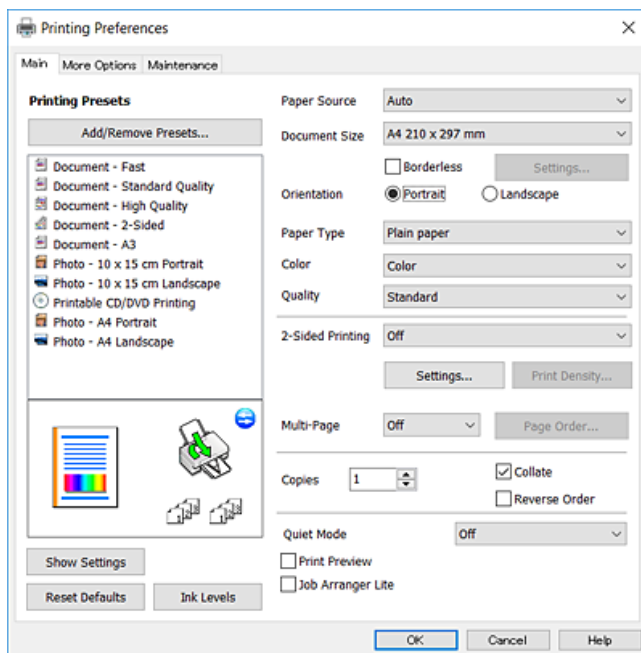 Printing Preferences
Main More Options Maintenance
Printing Presets
Add/Remove Presets...
Document - Fast
Document - Standard Quality
Document - High Quality
Document - 2-Sided
Document - A3
Photo - 10 x 15 cm Portrait
Photo - 10 x 15 cm Landscape
Printable CD/DVD Printing
Photo - A4 Portrait
Photo - A4 Landscape
Show Settings
Reset Defaults Ink Levels
Paper Source Auto
Document Size A4 210 x 297 mm
Borderless Settings...
Orientation Portrait Landscape
Paper Type Plain paper
Color Color
Quality Standard
2-Sided Printing Off
Settings... Print Density...
Multi-Page Off Page Order...
Copies 1 Collate
Reverse Order
Quiet Mode Off
Print Preview
Job Arranger Lite
OK Cancel Help